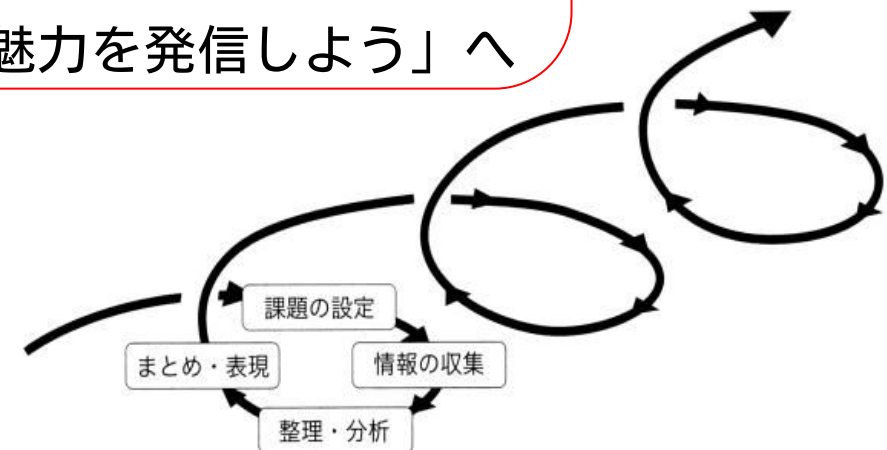 魅力を発信しよう」へ
課題の設定
まとめ・表現
情報の収集
整理・分析